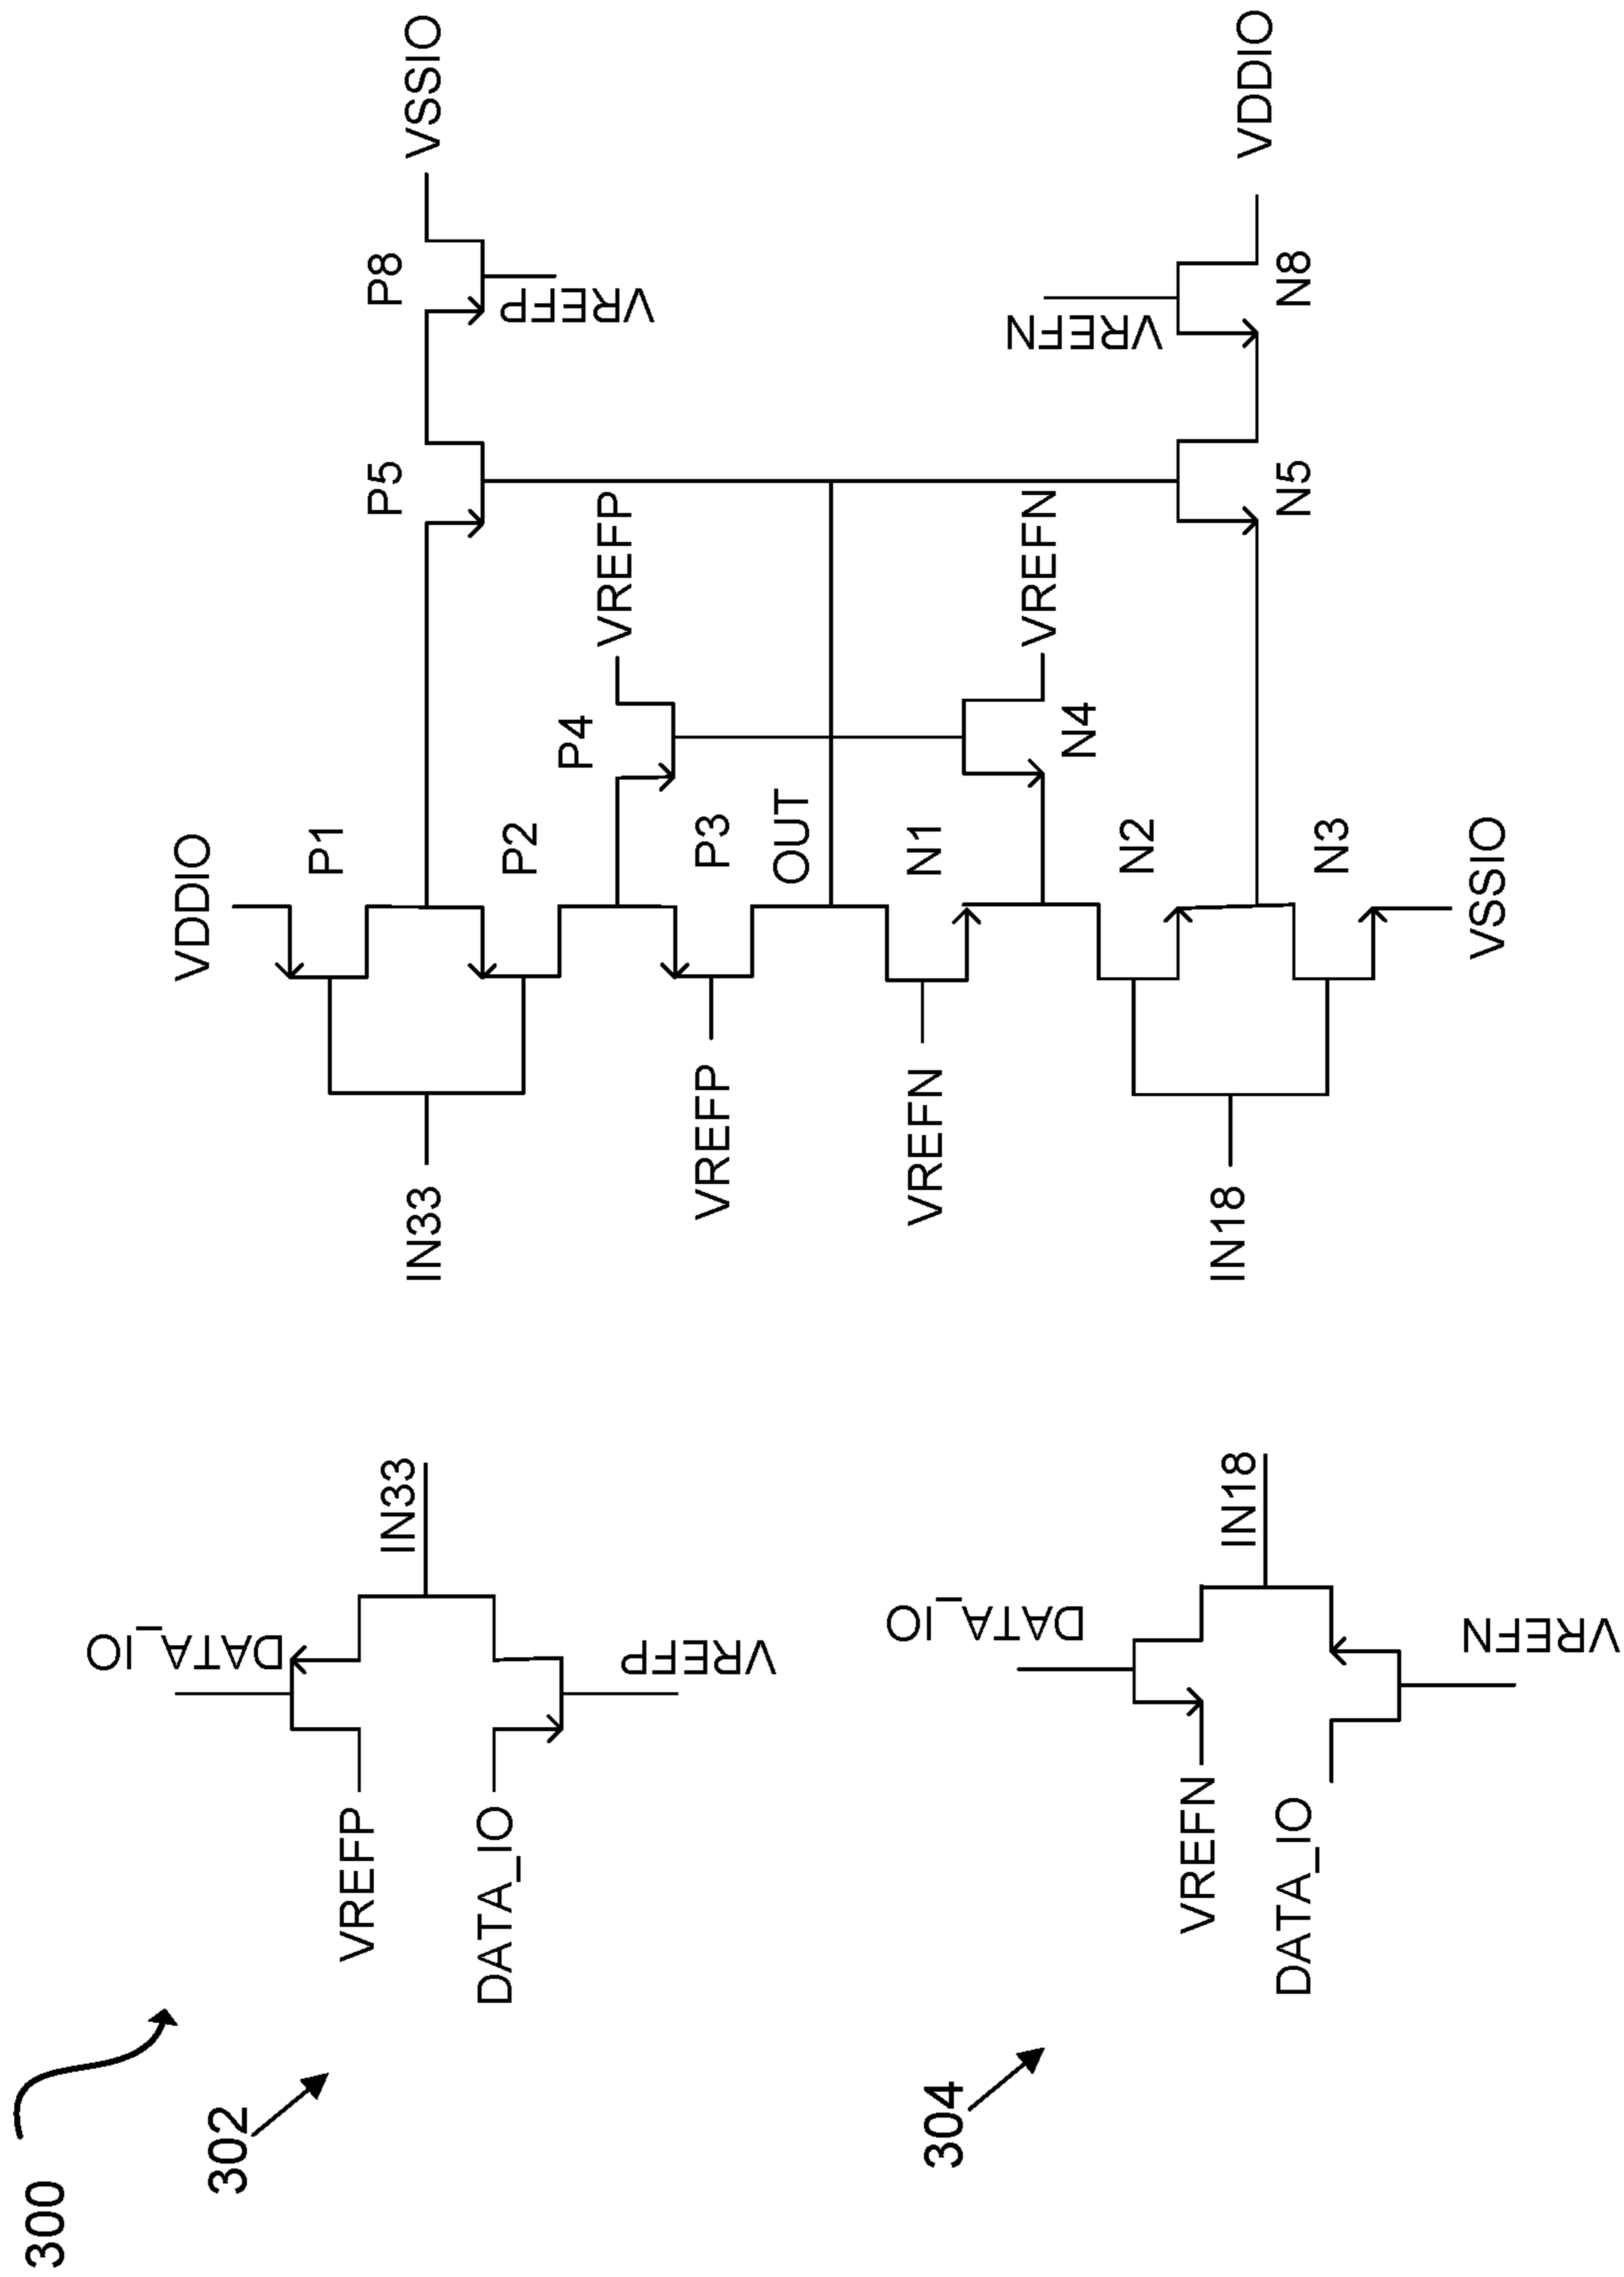 300
302
304
VREFP
DATA_IO
DATA_IO
VREFP
IN33
VREFN
DATA_IO
DATA_IO
VREFN
IN18
VDDIO
P1
P2
P3
OUT
N1
N2
N3
VSSIO
IN33
VREFP
VREFN
IN18
P4
VREFP
N4
VREFN
P5
P8
VREFP
VSSIO
N5
N8
VREFN
VDDIO